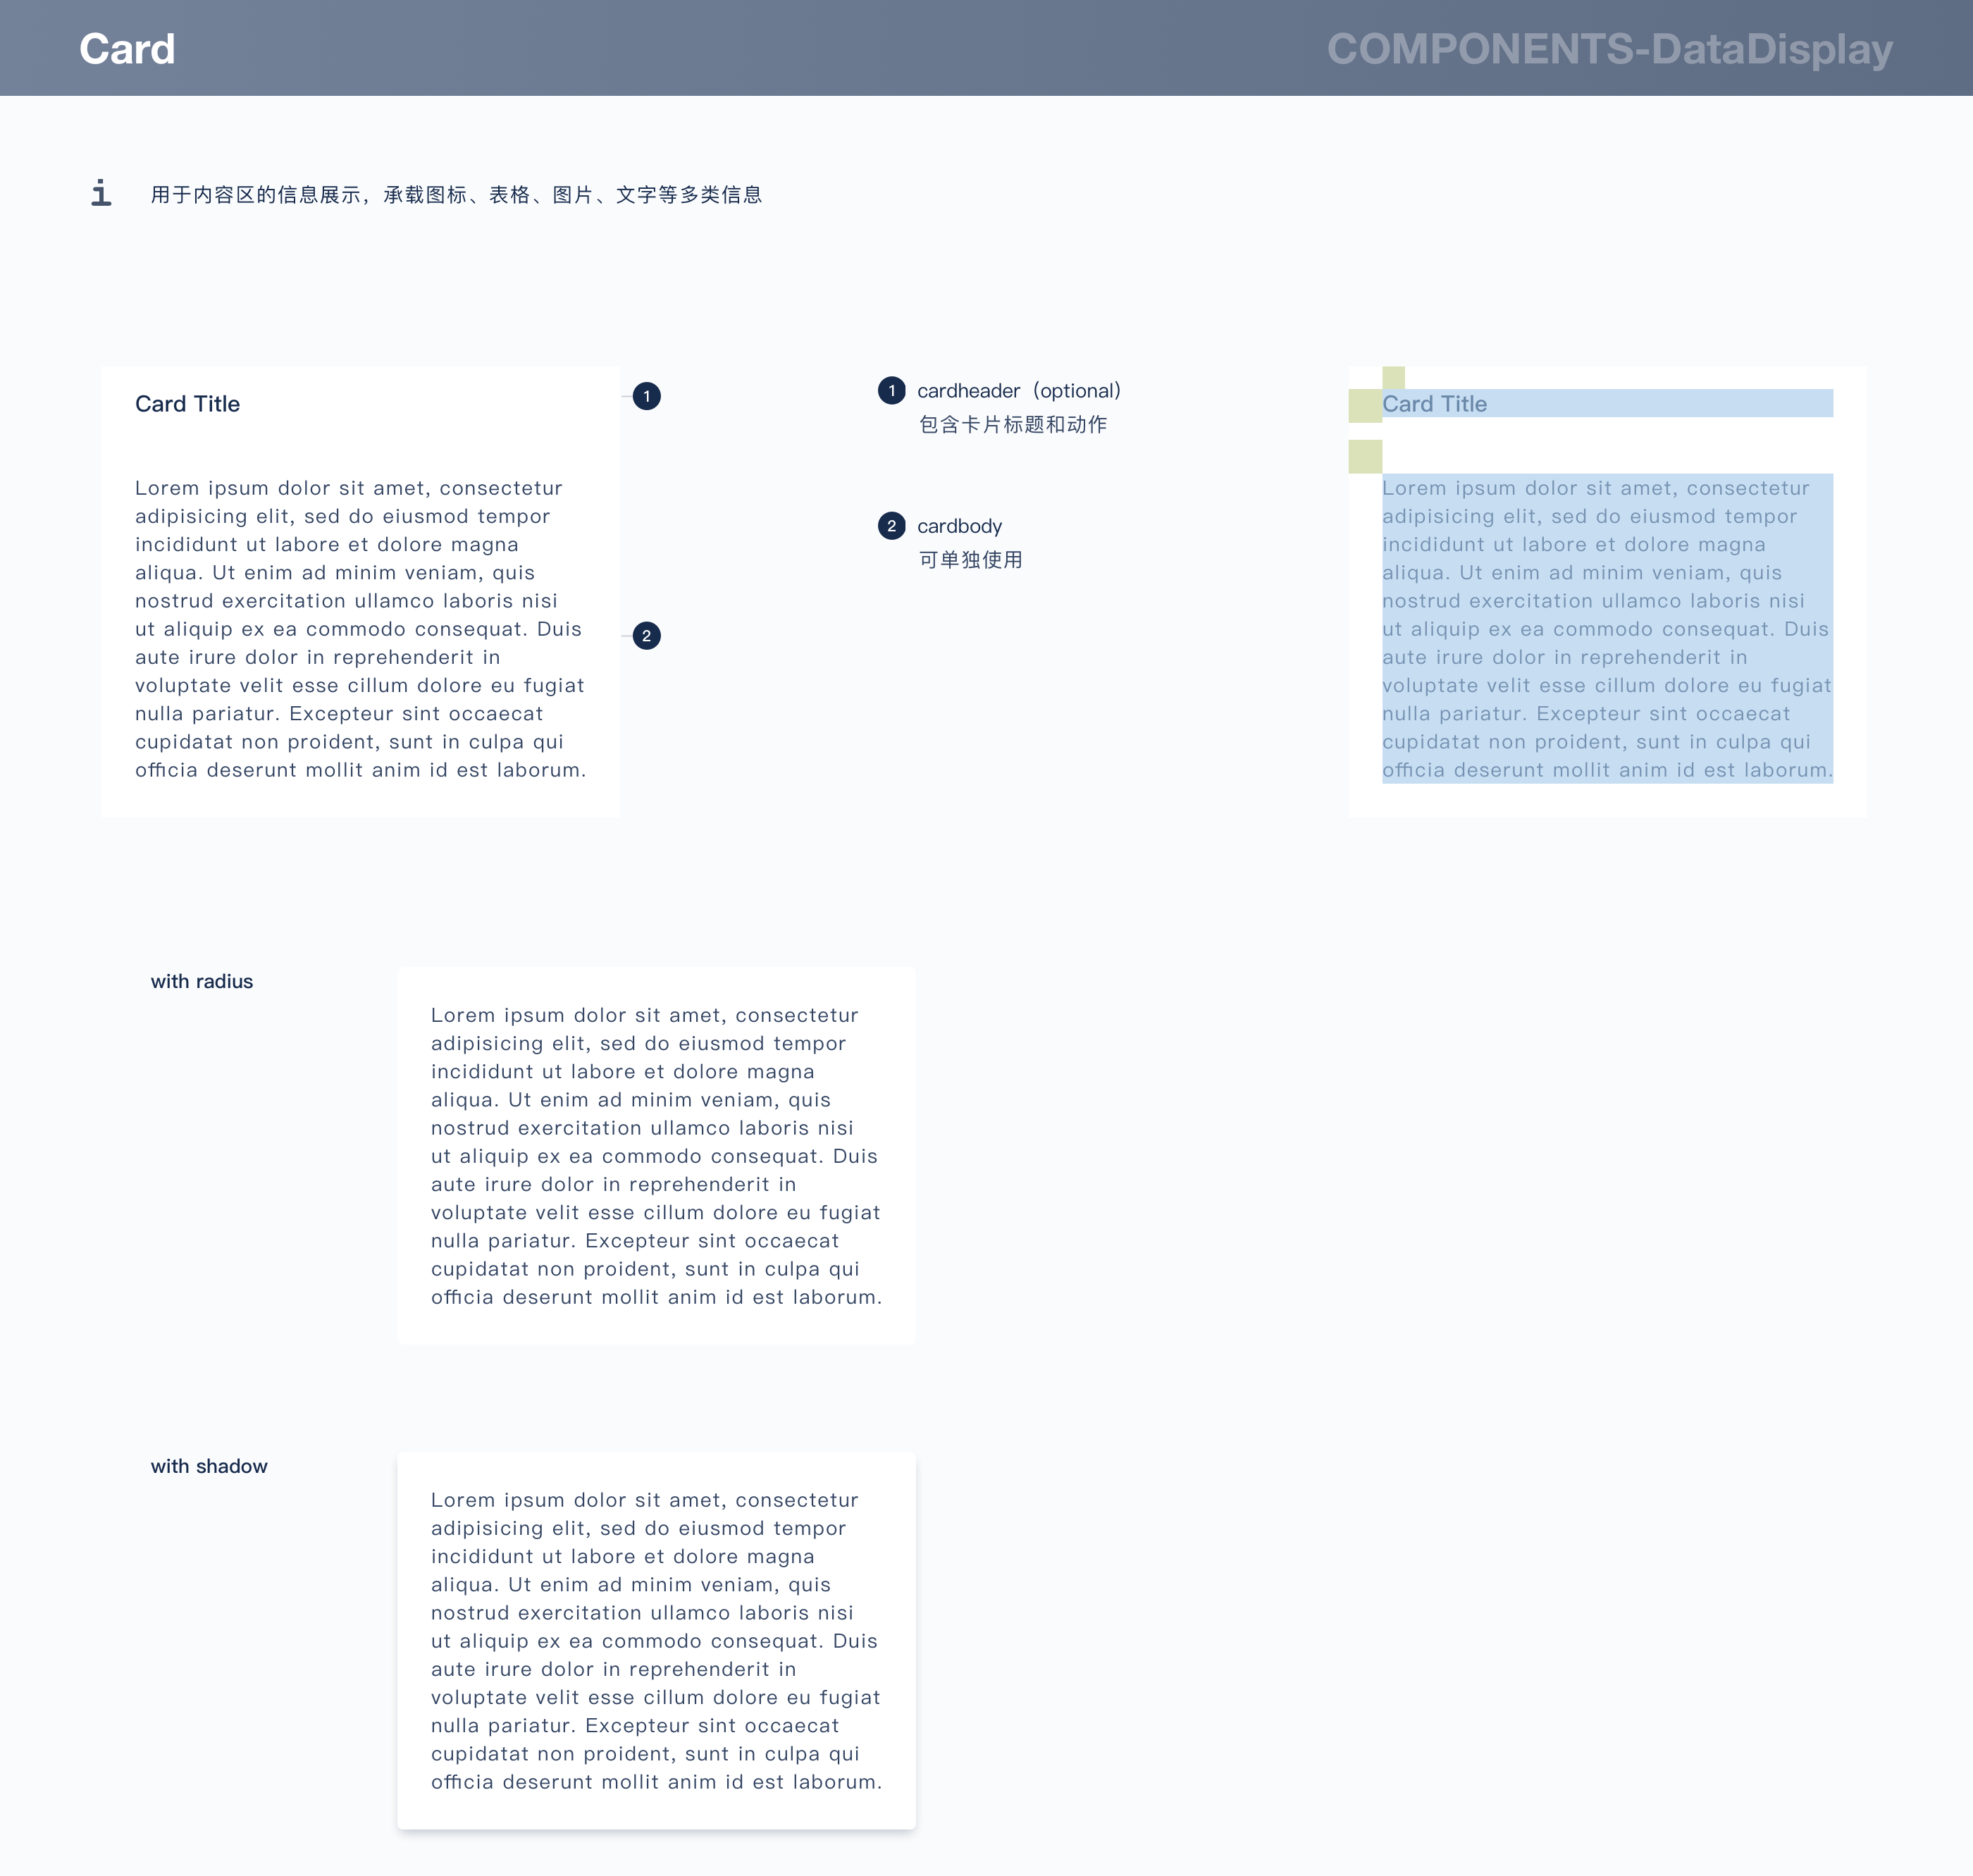 Card
COMPONENTS-DataDisplay
i
用于内容区的信息展示，承载图标、表格、图片、文字等多类信息
Card Title
1
Lorem ipsum dolor sit amet, consectetur
adipisicing elit, sed do eiusmod tempor
incididunt ut labore et dolore magna
aliqua. Ut enim ad minim veniam, quis
nostrud exercitation ullamco laboris nisi
ut aliquip ex ea commodo consequat. Duis
aute irure dolor in reprehenderit in
voluptate velit esse cillum dolore eu fugiat
nulla pariatur. Excepteur sint occaecat
cupidatat non proident, sunt in culpa qui
officia deserunt mollit anim id est laborum.
2
1 cardheader（optional）
包含卡片标题和动作
2 cardbody
可单独使用
Card Title
Lorem ipsum dolor sit amet, consectetur
adipisicing elit, sed do eiusmod tempor
incididunt ut labore et dolore magna
aliqua. Ut enim ad minim veniam, quis
nostrud exercitation ullamco laboris nisi
ut aliquip ex ea commodo consequat. Duis
aute irure dolor in reprehenderit in
voluptate velit esse cillum dolore eu fugiat
nulla pariatur. Excepteur sint occaecat
cupidatat non proident, sunt in culpa qui
officia deserunt mollit anim id est laborum.
with radius
Lorem ipsum dolor sit amet, consectetur
adipisicing elit, sed do eiusmod tempor
incididunt ut labore et dolore magna
aliqua. Ut enim ad minim veniam, quis
nostrud exercitation ullamco laboris nisi
ut aliquip ex ea commodo consequat. Duis
aute irure dolor in reprehenderit in
voluptate velit esse cillum dolore eu fugiat
nulla pariatur. Excepteur sint occaecat
cupidatat non proident, sunt in culpa qui
officia deserunt mollit anim id est laborum.
with shadow
Lorem ipsum dolor sit amet, consectetur
adipisicing elit, sed do eiusmod tempor
incididunt ut labore et dolore magna
aliqua. Ut enim ad minim veniam, quis
nostrud exercitation ullamco laboris nisi
ut aliquip ex ea commodo consequat. Duis
aute irure dolor in reprehenderit in
voluptate velit esse cillum dolore eu fugiat
nulla pariatur. Excepteur sint occaecat
cupidatat non proident, sunt in culpa qui
officia deserunt mollit anim id est laborum.